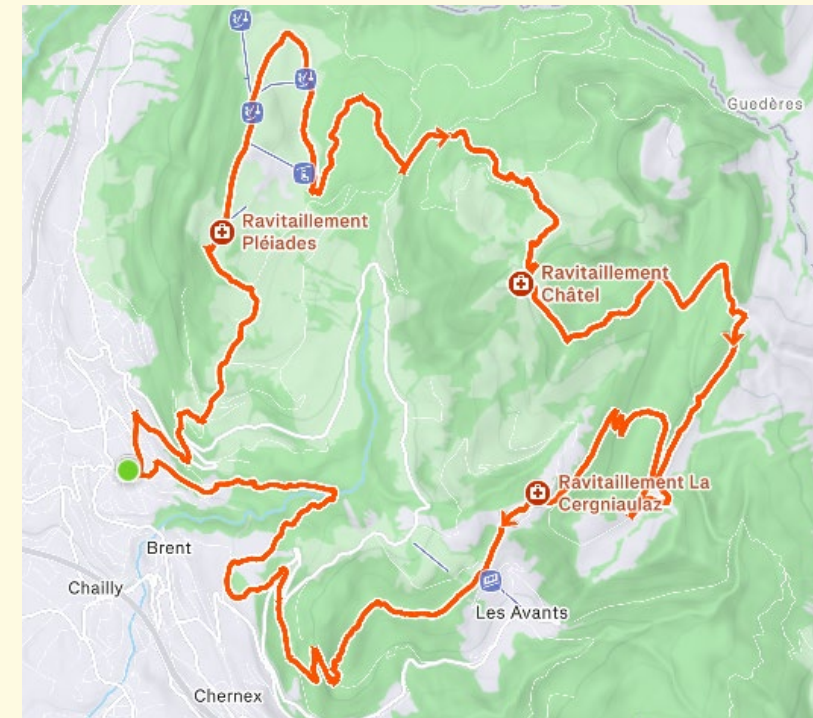 Guedères
Ravitaillement
Pléiades
Ravitaillement
Châtel
Ravitaillement La
Cergniaulaz
Brent
Chailly
Les Avants
Chernex